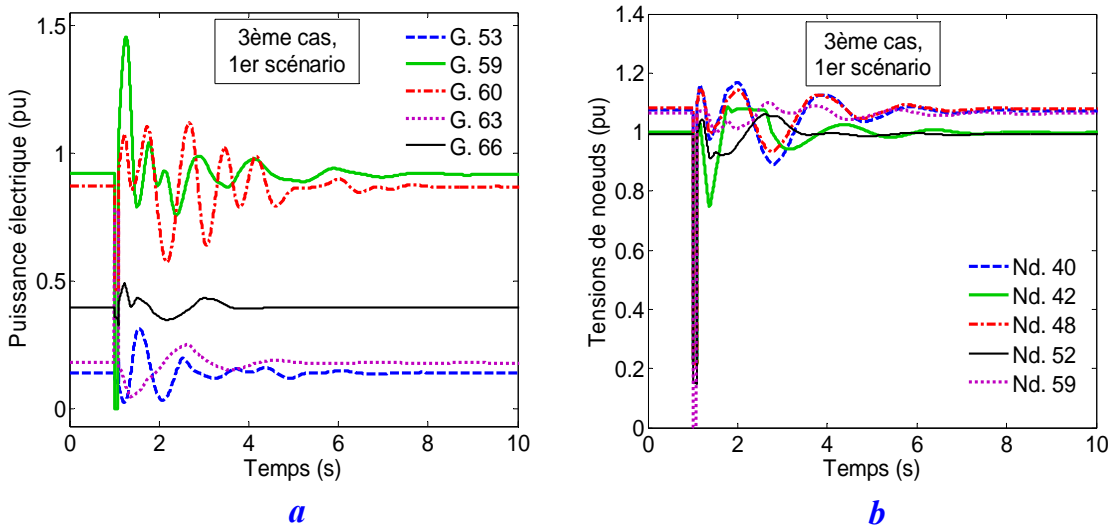 3ème cas,
1er scénario
G. 53
G. 59
G. 60
G. 63
G. 66
Puissance électrique (pu)
1.5
1
0.5
0
0 2 4 6 8 10
Temps (s)
a
3ème cas,
1er scénario
Nd. 40
Nd. 42
Nd. 48
Nd. 52
Nd. 59
Tensions de noeuds (pu)
1.4
1.2
1
0.8
0.6
0.4
0.2
0
0 2 4 6 8 10
Temps (s)
b